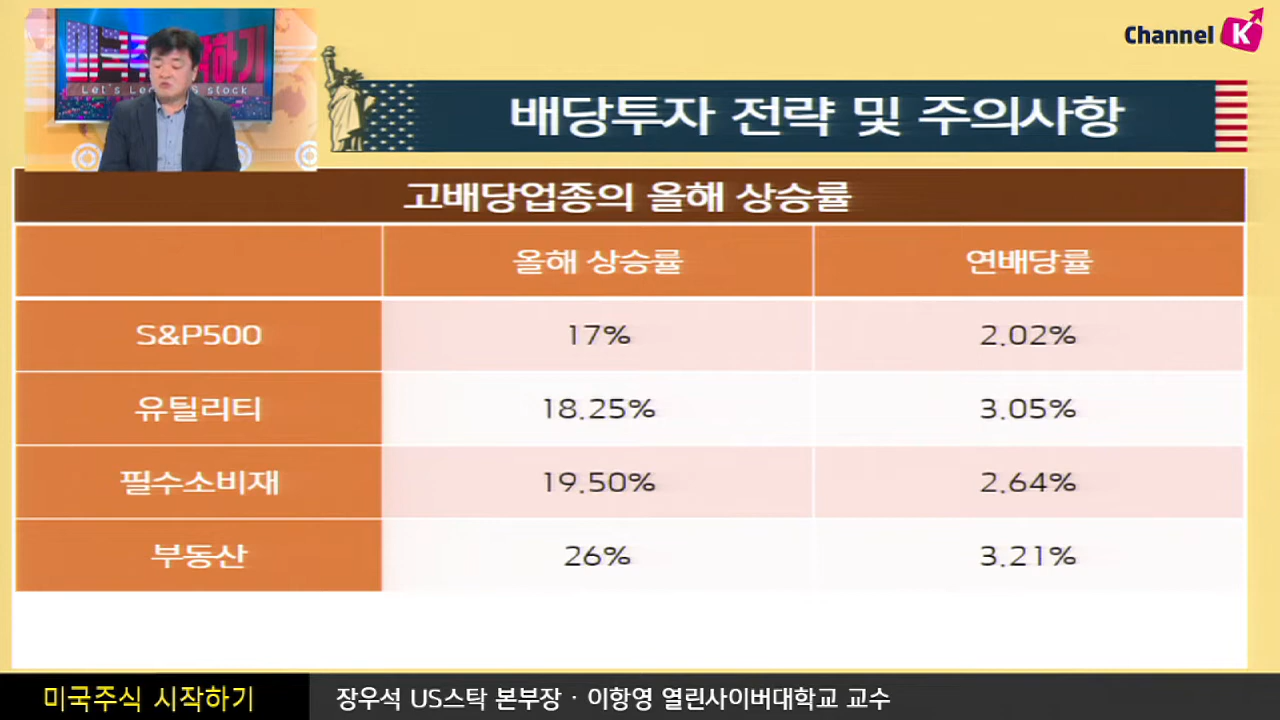 Let's Le S stock
Channel K
배당투자 전략 및 주의사항
고배당업종의 올해 상승률
올해 상승률 연배당률
S&P500 17% 2.02%
유틸리티 18.25% 3.05%
필수소비재 19.50% 2.64%
부동산 26% 3.21%
미국주식 시작하기 장우석 US스탁 본부장 · 이항영 열린사이버대학교 교수